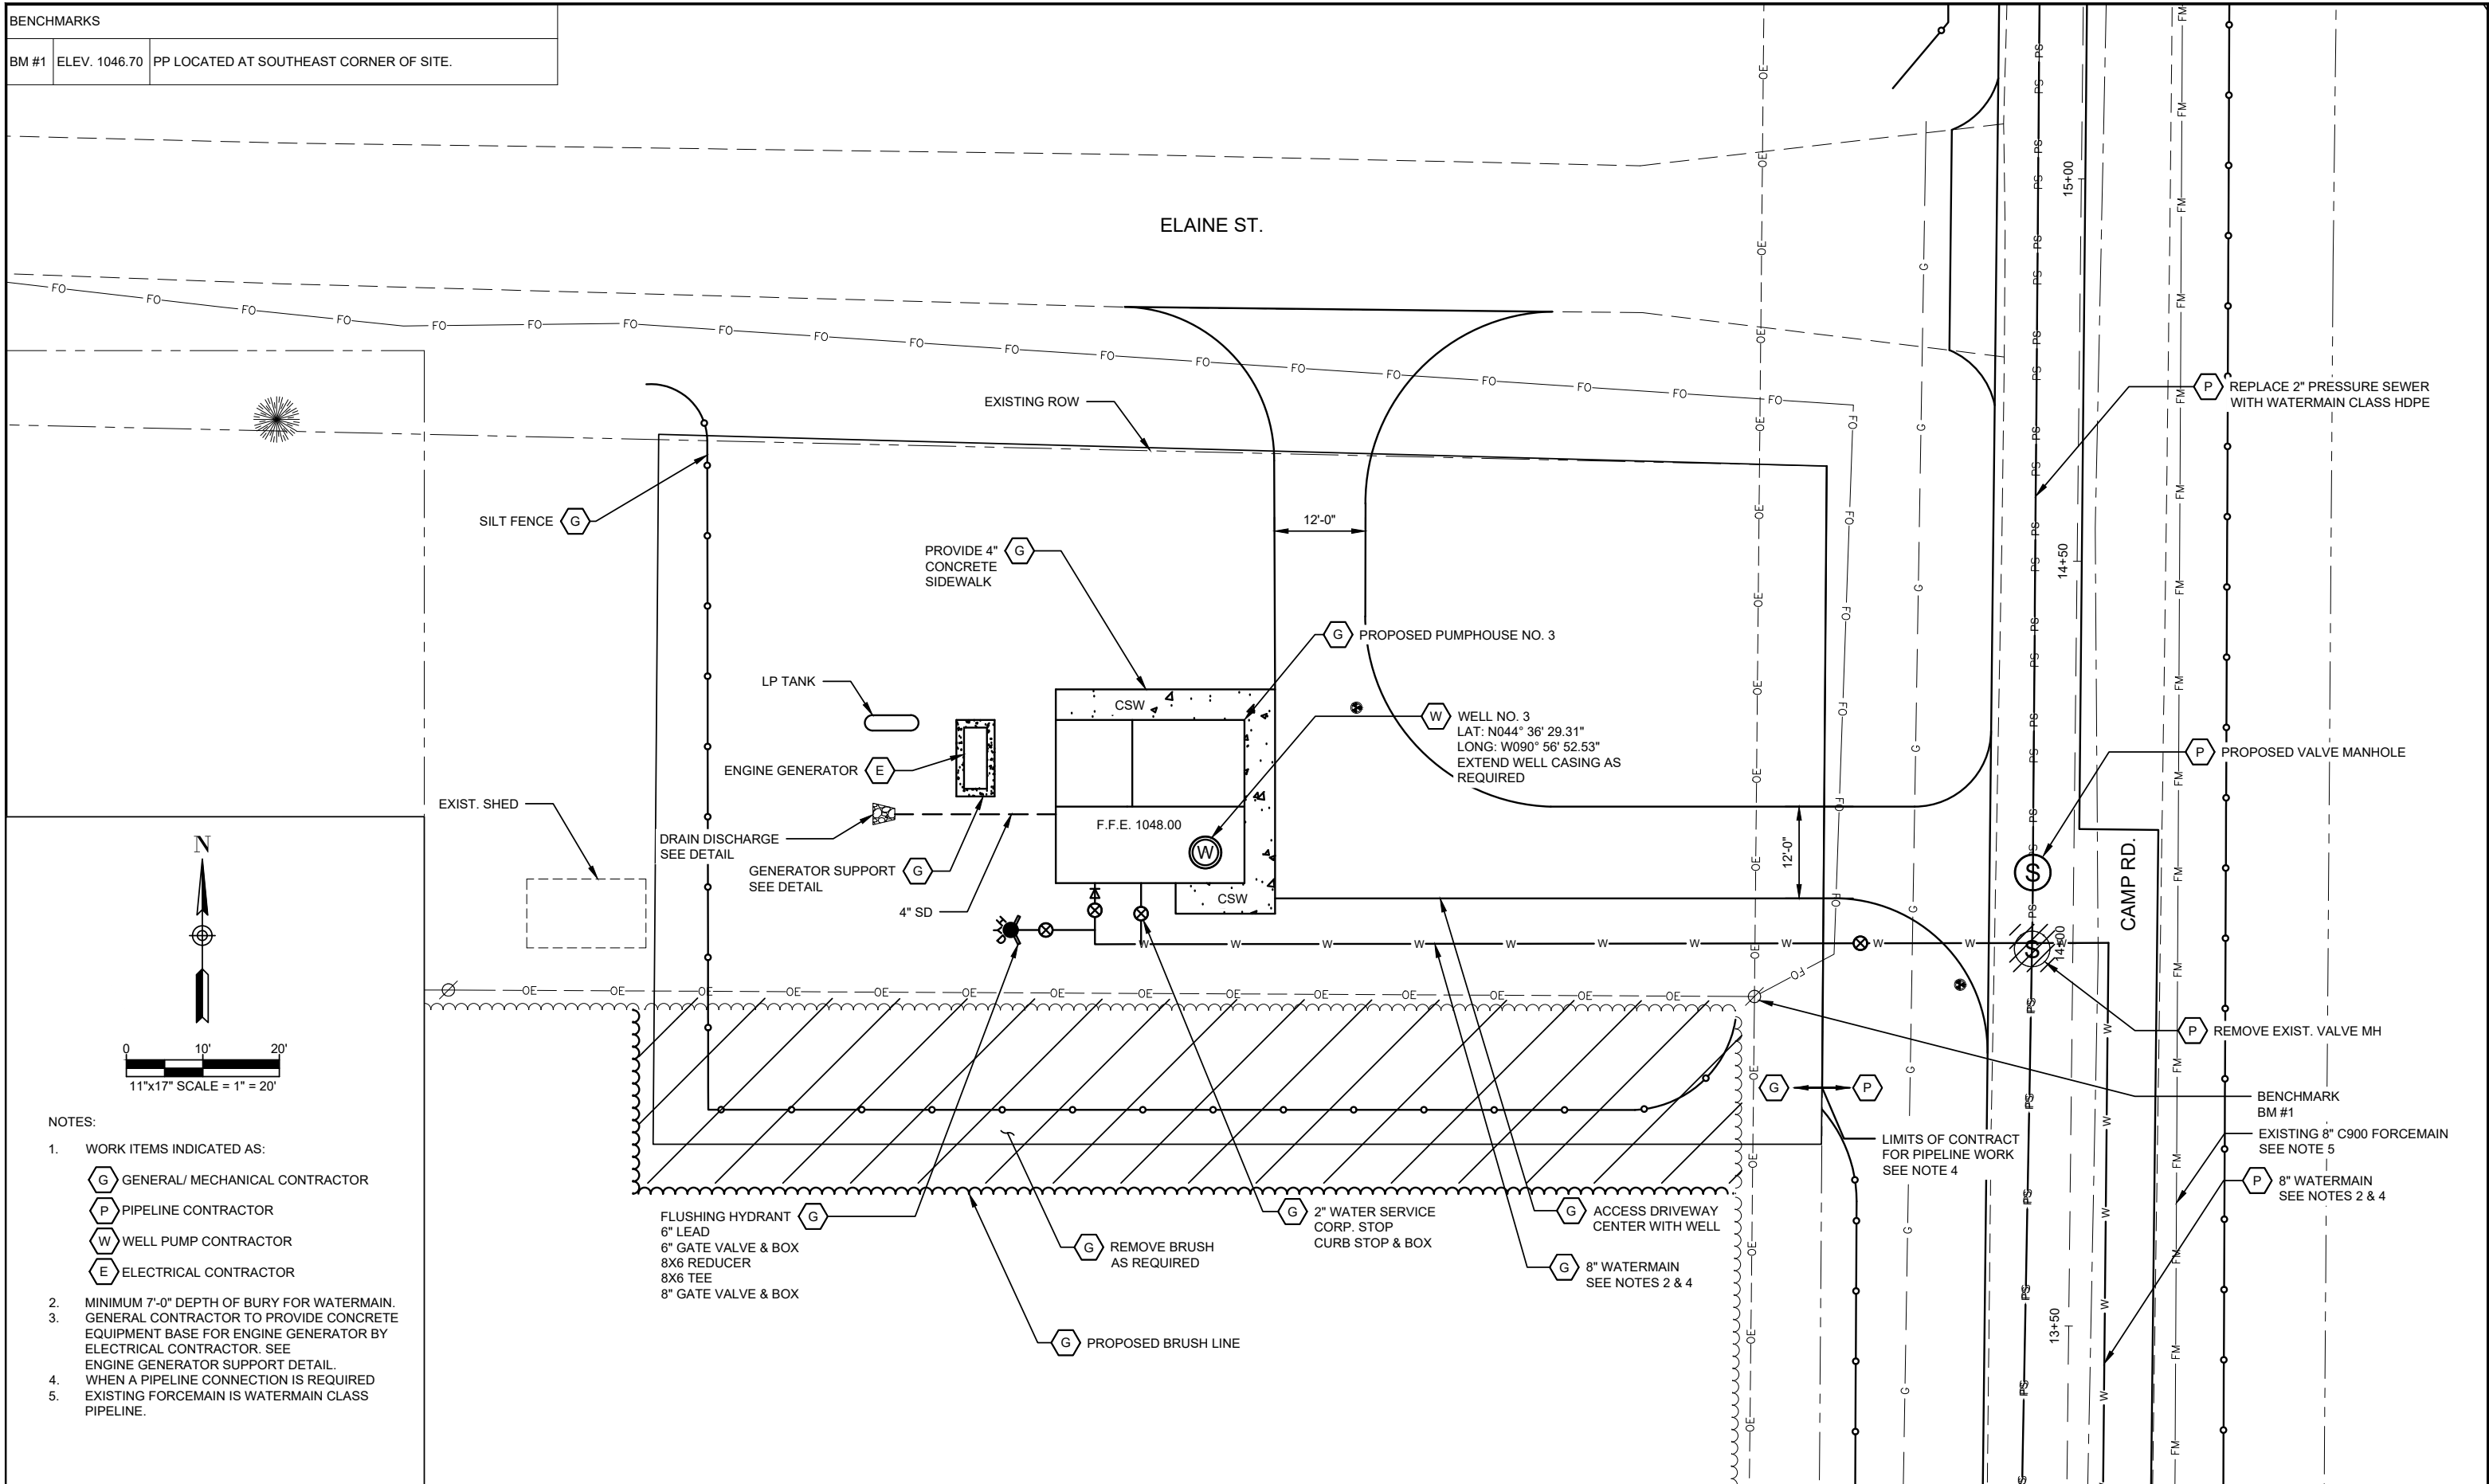 BENCHMARKS
BM #1 ELEV. 1046.70 PP LOCATED AT SOUTHEAST CORNER OF SITE.
ELAINE ST.
15+00
14+50
14+00
13+50
CAMP RD.
EXISTING ROW
P REPLACE 2" PRESSURE SEWER
WITH WATERMAIN CLASS HDPE
SILT FENCE G
12'-0"
PROVIDE 4" G
CONCRETE
SIDEWALK
G PROPOSED PUMPHOUSE NO. 3
LP TANK
CSW
W WELL NO. 3
LAT: N044° 36' 29.31"
LONG: W090° 56' 52.53"
EXTEND WELL CASING AS
REQUIRED
P PROPOSED VALVE MANHOLE
ENGINE GENERATOR E
EXIST. SHED
F.F.E. 1048.00
W
DRAIN DISCHARGE
SEE DETAIL
GENERATOR SUPPORT G
SEE DETAIL
4" SD
CSW
12'-0"
S
S
HYD
P REMOVE EXIST. VALVE MH
G P
BENCHMARK
BM #1
LIMITS OF CONTRACT
FOR PIPELINE WORK
SEE NOTE 4
EXISTING 8" C900 FORCEMAIN
SEE NOTE 5
P 8" WATERMAIN
SEE NOTES 2 & 4
FLUSHING HYDRANT G
6" LEAD
6" GATE VALVE & BOX
8X6 REDUCER
8X6 TEE
8" GATE VALVE & BOX
G REMOVE BRUSH
AS REQUIRED
G 2" WATER SERVICE
CORP. STOP
CURB STOP & BOX
G ACCESS DRIVEWAY
CENTER WITH WELL
G 8" WATERMAIN
SEE NOTES 2 & 4
G PROPOSED BRUSH LINE
N
0 10' 20'
11"x17" SCALE = 1" = 20'
NOTES:
1. WORK ITEMS INDICATED AS:
G GENERAL/ MECHANICAL CONTRACTOR
P PIPELINE CONTRACTOR
W WELL PUMP CONTRACTOR
E ELECTRICAL CONTRACTOR
2. MINIMUM 7'-0" DEPTH OF BURY FOR WATERMAIN.
3. GENERAL CONTRACTOR TO PROVIDE CONCRETE
EQUIPMENT BASE FOR ENGINE GENERATOR BY
ELECTRICAL CONTRACTOR. SEE
ENGINE GENERATOR SUPPORT DETAIL.
4. WHEN A PIPELINE CONNECTION IS REQUIRED
5. EXISTING FORCEMAIN IS WATERMAIN CLASS
PIPELINE.
FO
OE
G
PS
FM
W